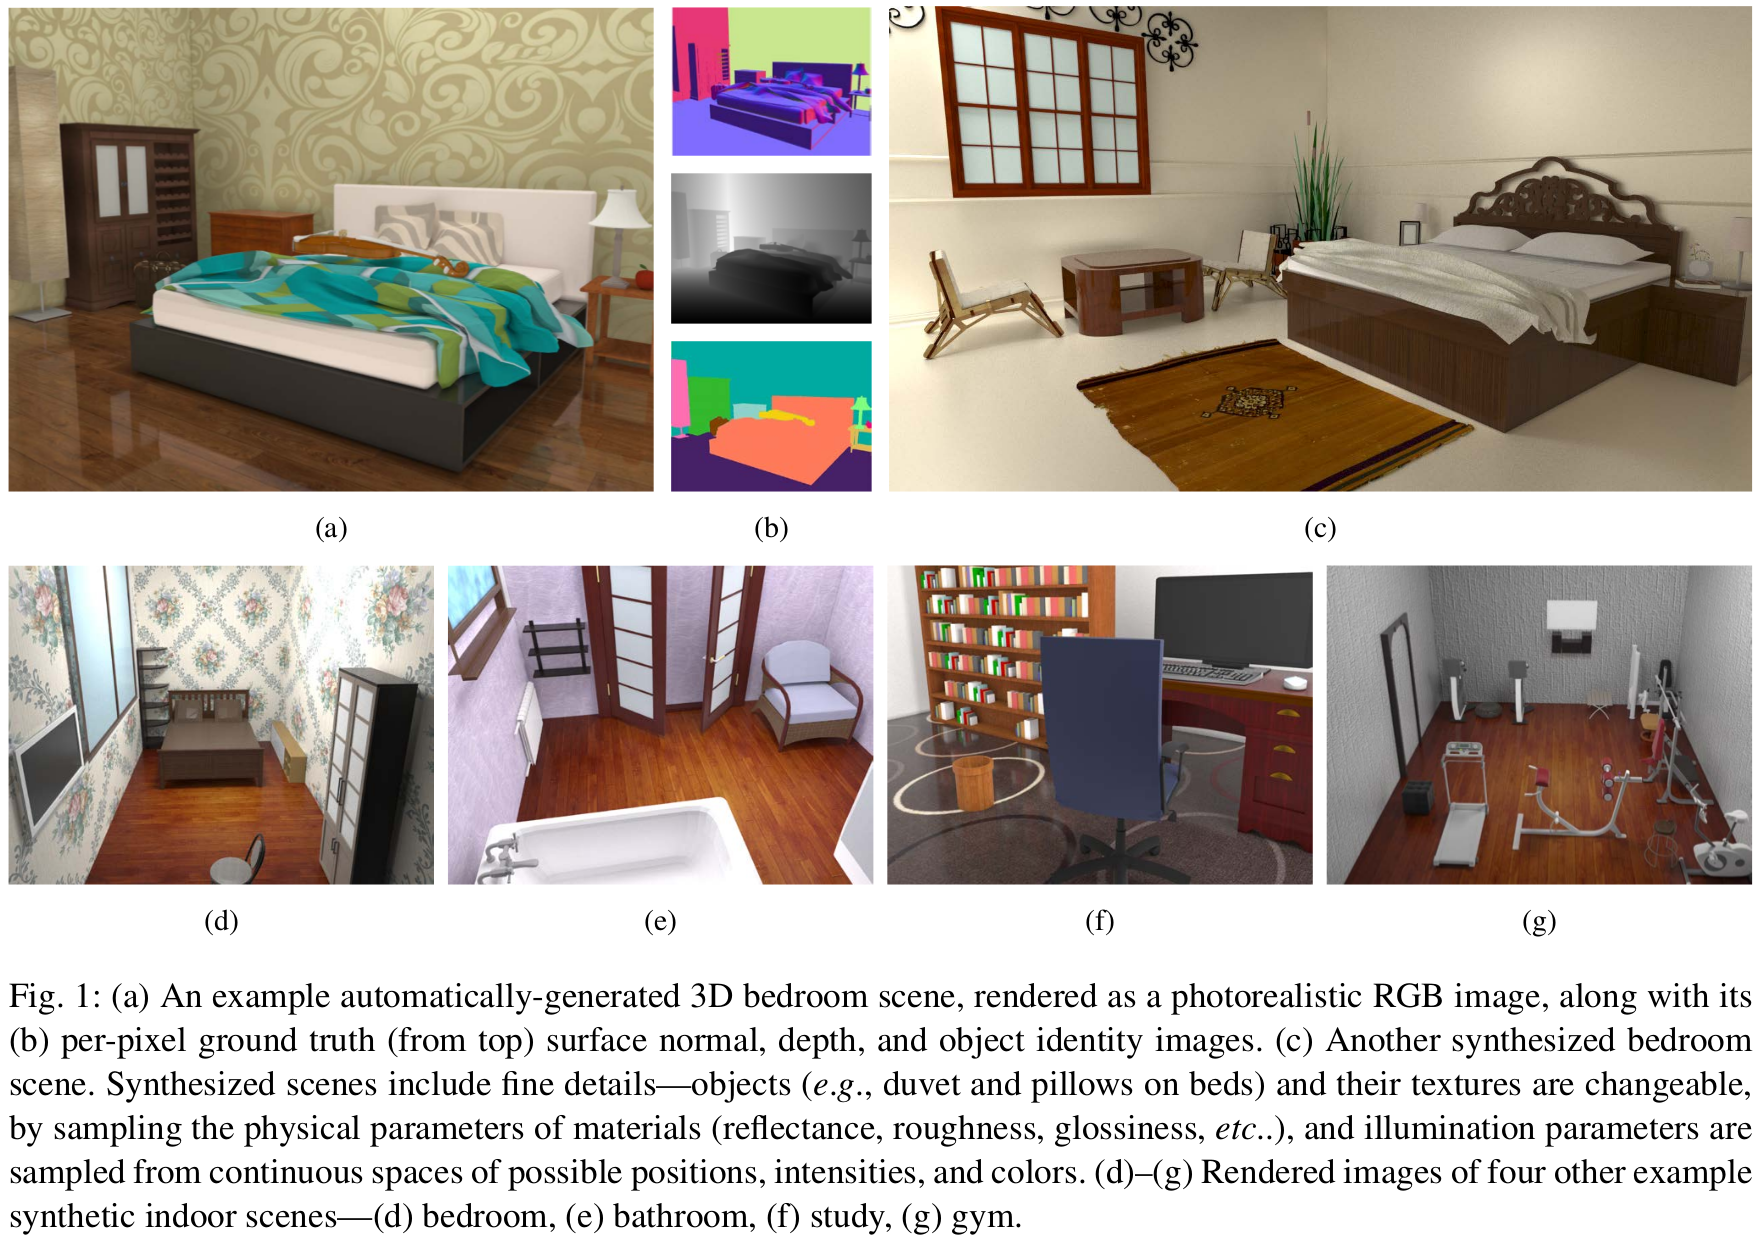 (a)
(b)
(c)
(d)
(e)
(f)
(g)
Fig. 1: (a) An example automatically-generated 3D bedroom scene, rendered as a photorealistic RGB image, along with its
(b) per-pixel ground truth (from top) surface normal, depth, and object identity images. (c) Another synthesized bedroom
scene. Synthesized scenes include fine details—objects (e.g., duvet and pillows on beds) and their textures are changeable,
by sampling the physical parameters of materials (reflectance, roughness, glossiness, etc..), and illumination parameters are
sampled from continuous spaces of possible positions, intensities, and colors. (d)–(g) Rendered images of four other example
synthetic indoor scenes—(d) bedroom, (e) bathroom, (f) study, (g) gym.